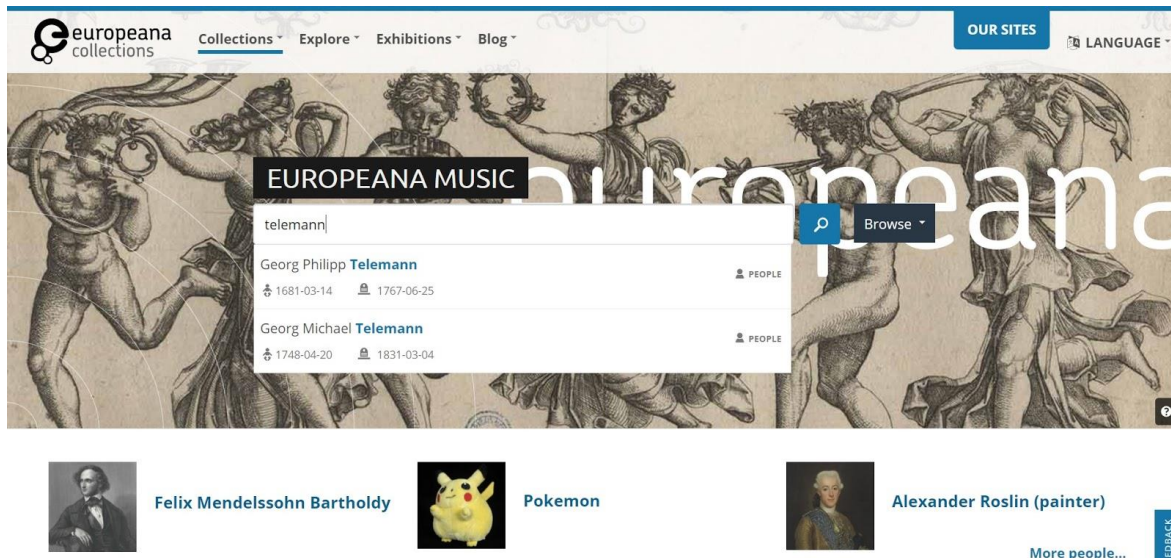 europeana
collections
Collections
Explore
Exhibitions
Blog
OUR SITES
LANGUAGE
europeana
EUROPEANA MUSIC
telemann
Browse
Georg Philipp Telemann
PEOPLE
1681-03-14 1767-06-25
Georg Michael Telemann
PEOPLE
1748-04-20 1831-03-04
?
Felix Mendelssohn Bartholdy
Pokemon
Alexander Roslin (painter)
More people...